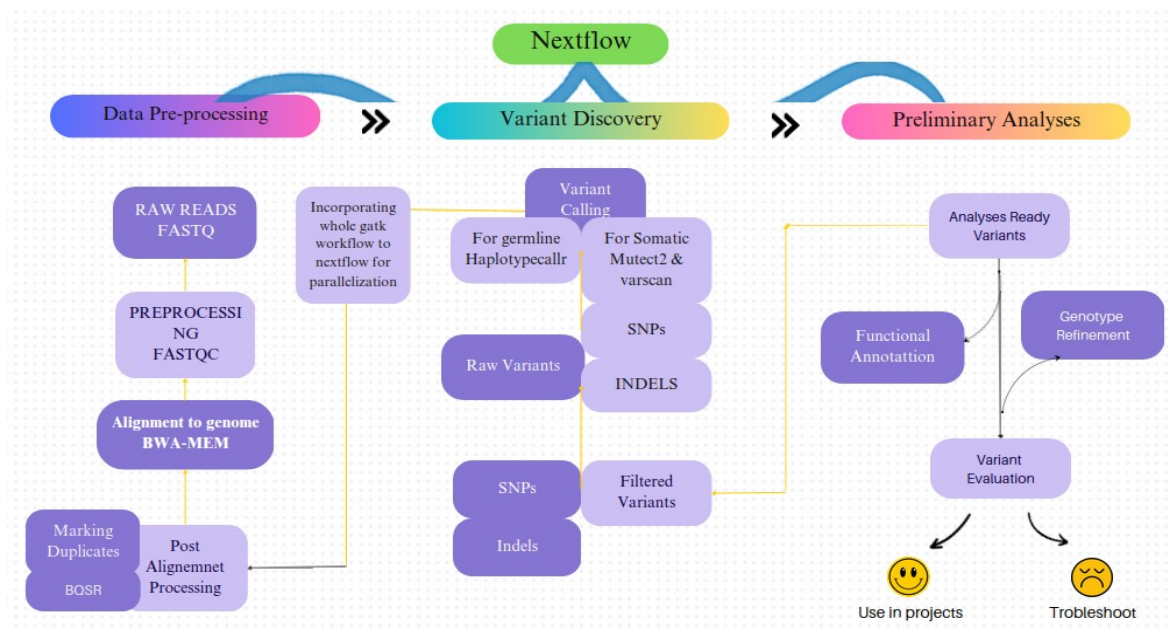 Nextflow
Data Pre-processing
Variant Discovery
Preliminary Analyses
RAW READS
FASTQ
PREPROCESSI
NG
FASTQC
Alignment to genome
BWA-MEM
Marking
Duplicates
BQSR
Post
Alignemnet
Processing
Incorporating
whole gatk
workflow to
nextflow for
parallelization
Variant
Calling
For germline
Haplotypecallr
For Somatic
Mutect2 &
varscan
SNPs
Raw Variants
INDELS
SNPs
Filtered
Variants
Indels
Analyses Ready
Variants
Functional
Annotattion
Genotype
Refinement
Variant
Evaluation
Use in projects
Trobleshoot